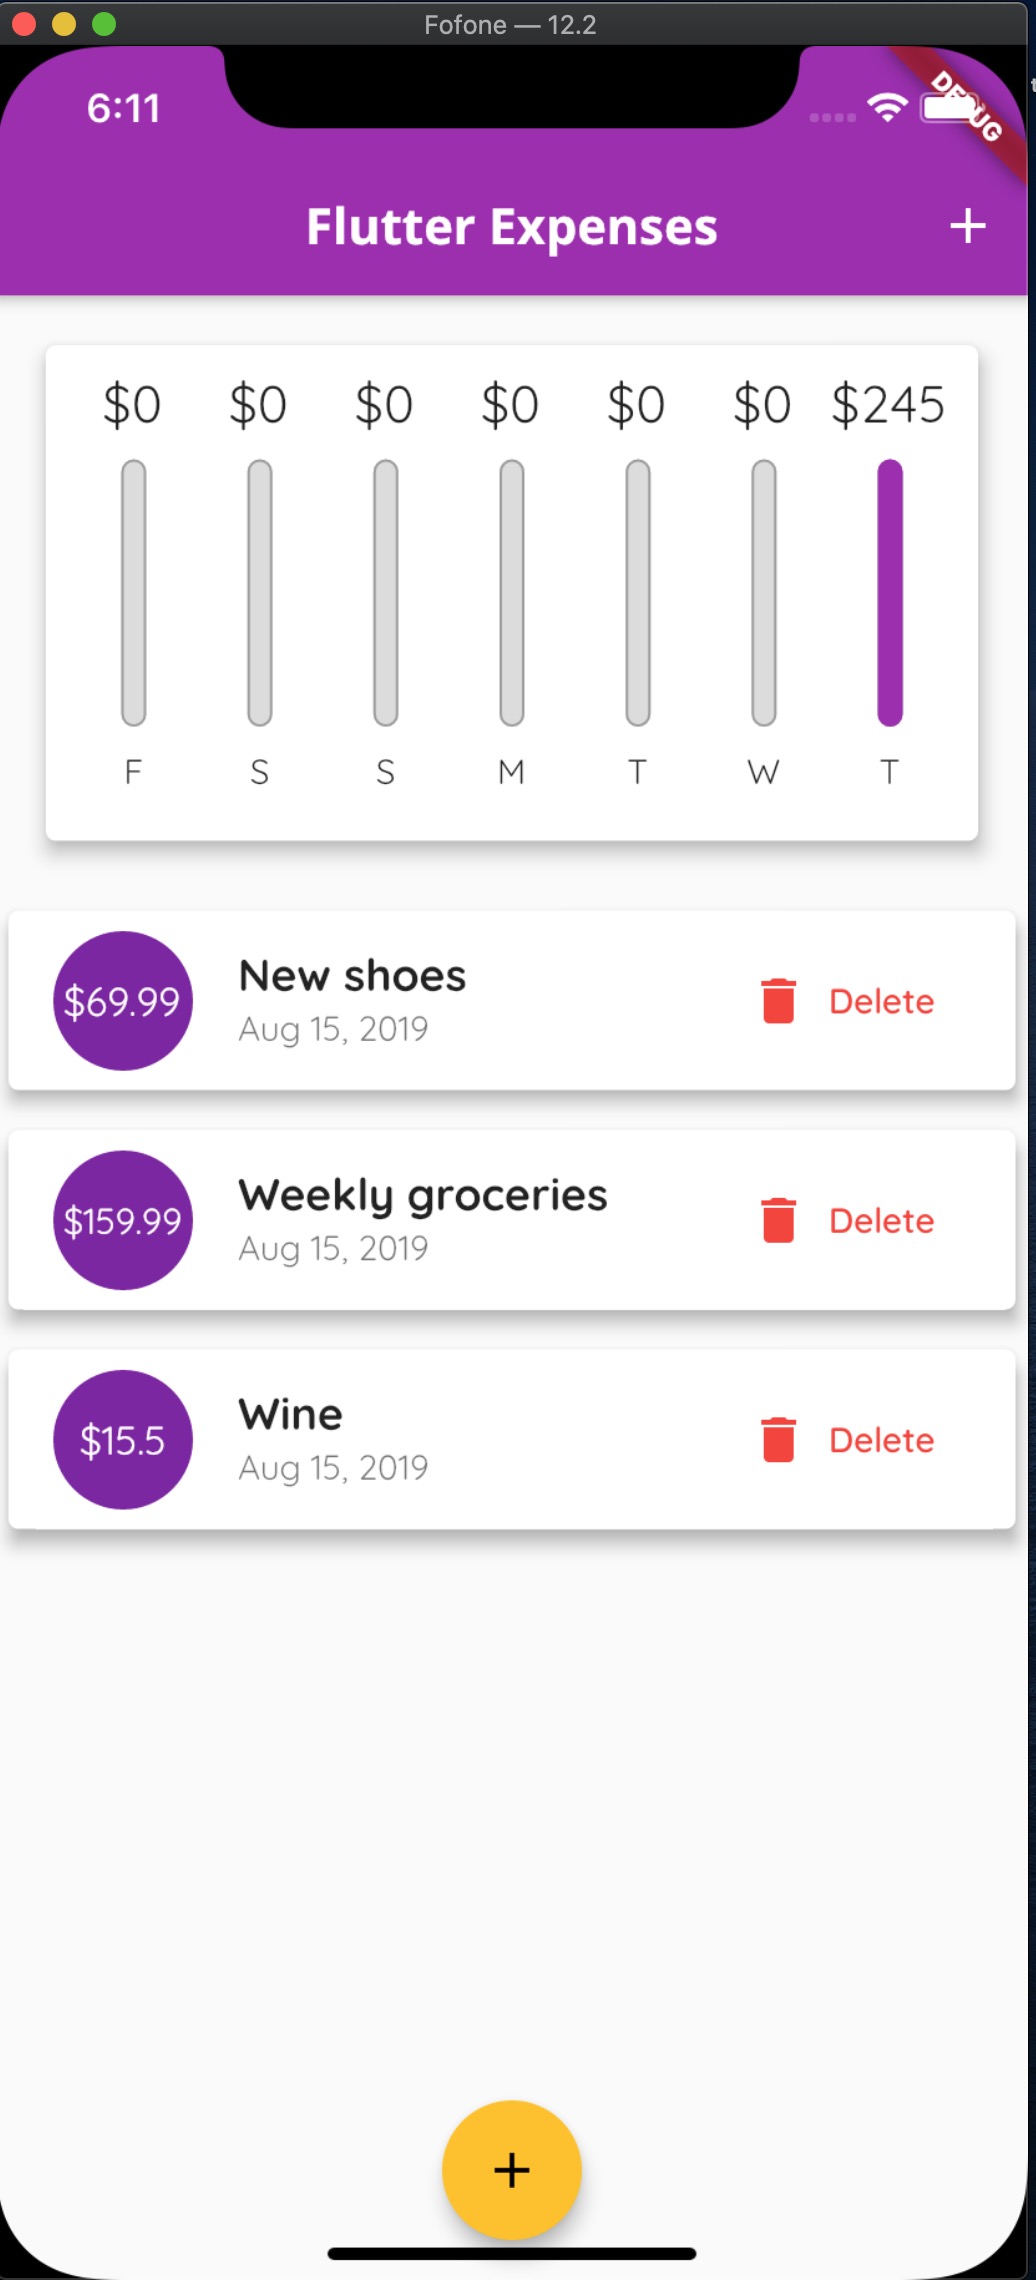 Fofone — 12.2
6:11
DEBUG
Flutter Expenses
+
$0 $0 $0 $0 $0 $0 $245
F S S M T W T
$69.99
New shoes
Aug 15, 2019
Delete
$159.99
Weekly groceries
Aug 15, 2019
Delete
$15.5
Wine
Aug 15, 2019
Delete
+